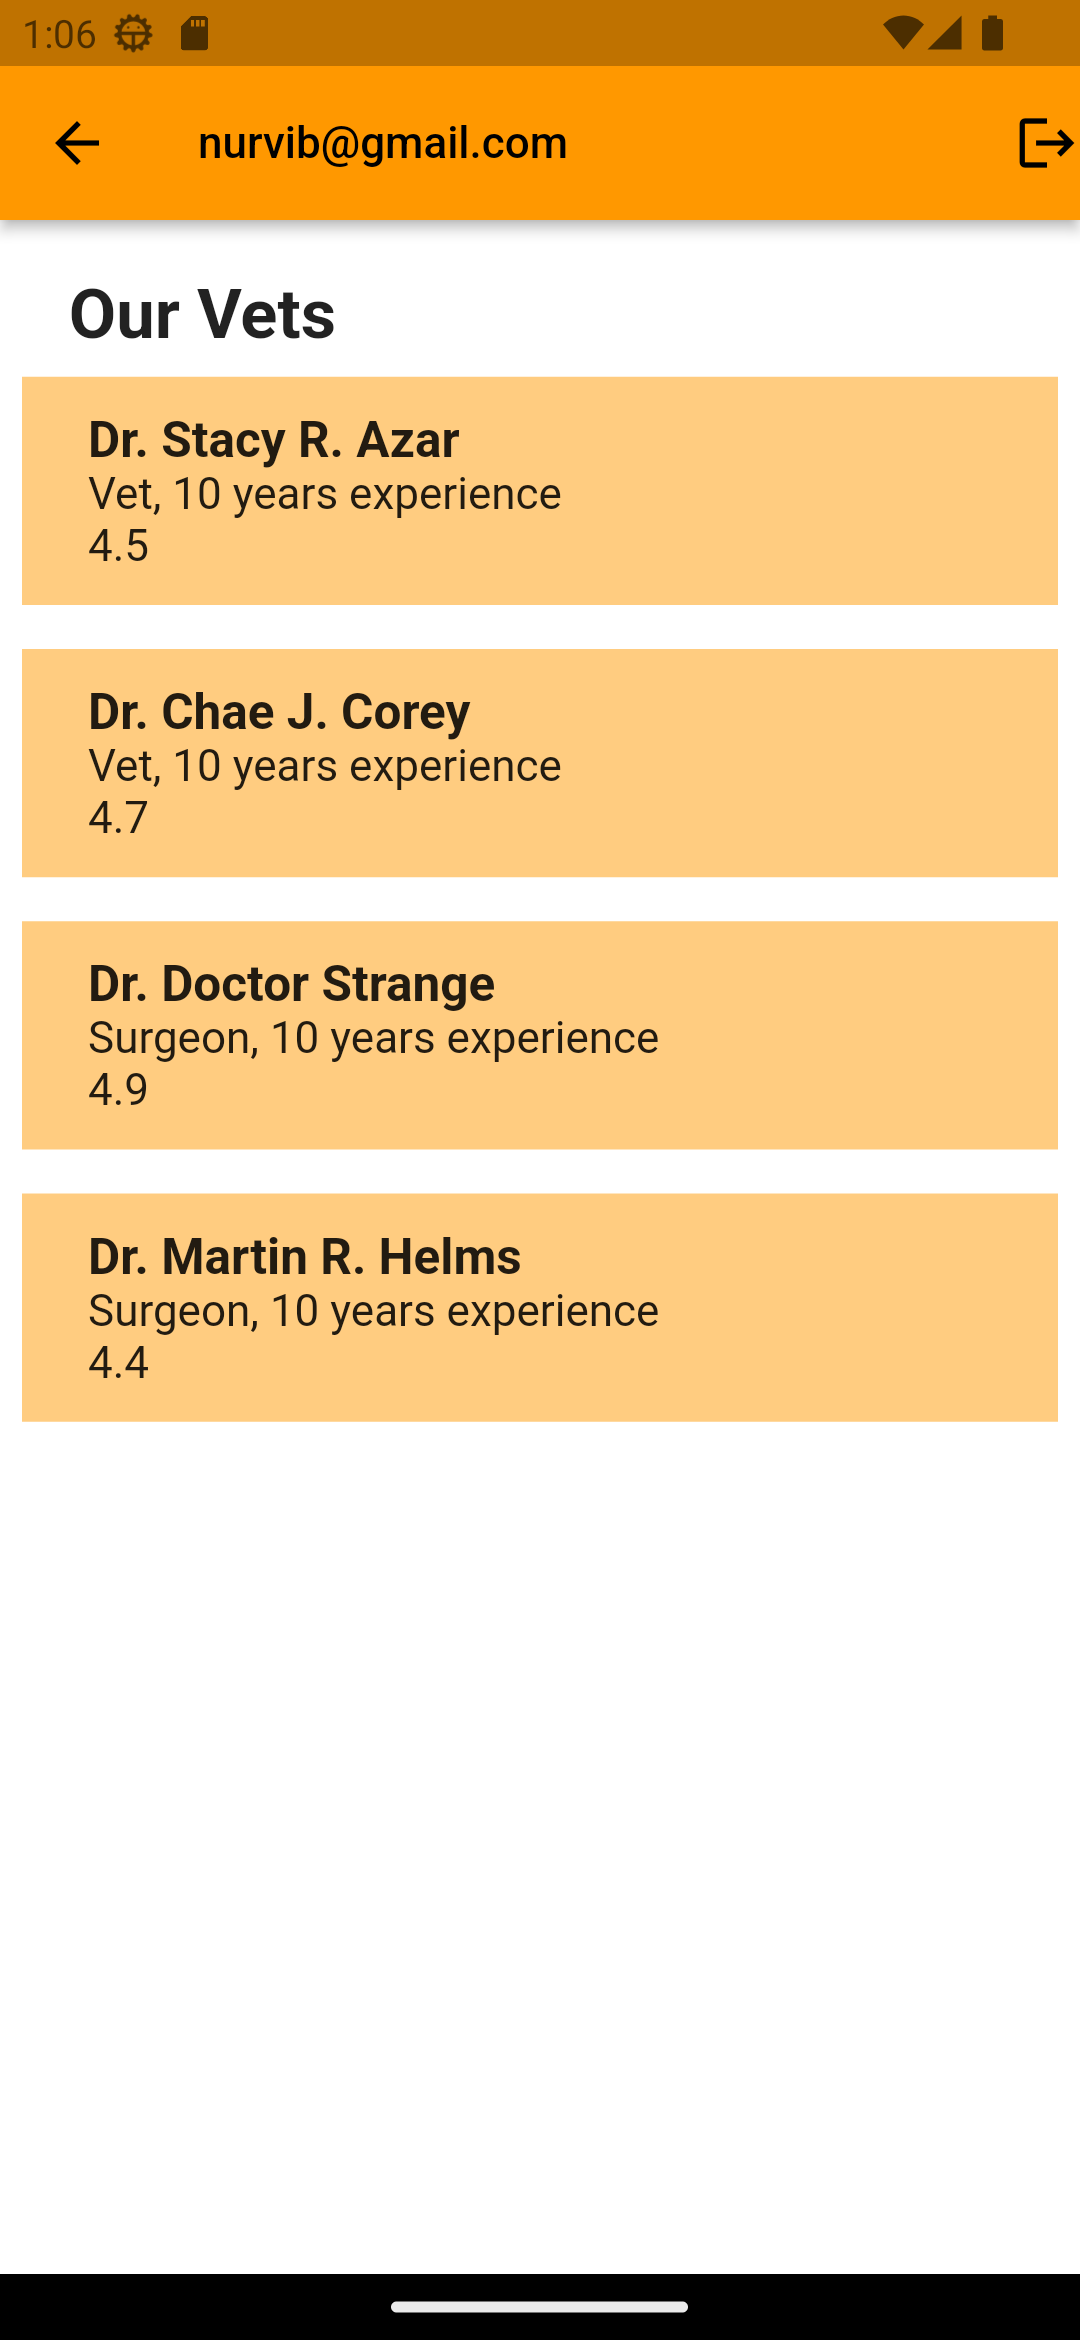 1:06
nurvib@gmail.com
Our Vets
Dr. Stacy R. Azar
Vet, 10 years experience
4.5
Dr. Chae J. Corey
Vet, 10 years experience
4.7
Dr. Doctor Strange
Surgeon, 10 years experience
4.9
Dr. Martin R. Helms
Surgeon, 10 years experience
4.4